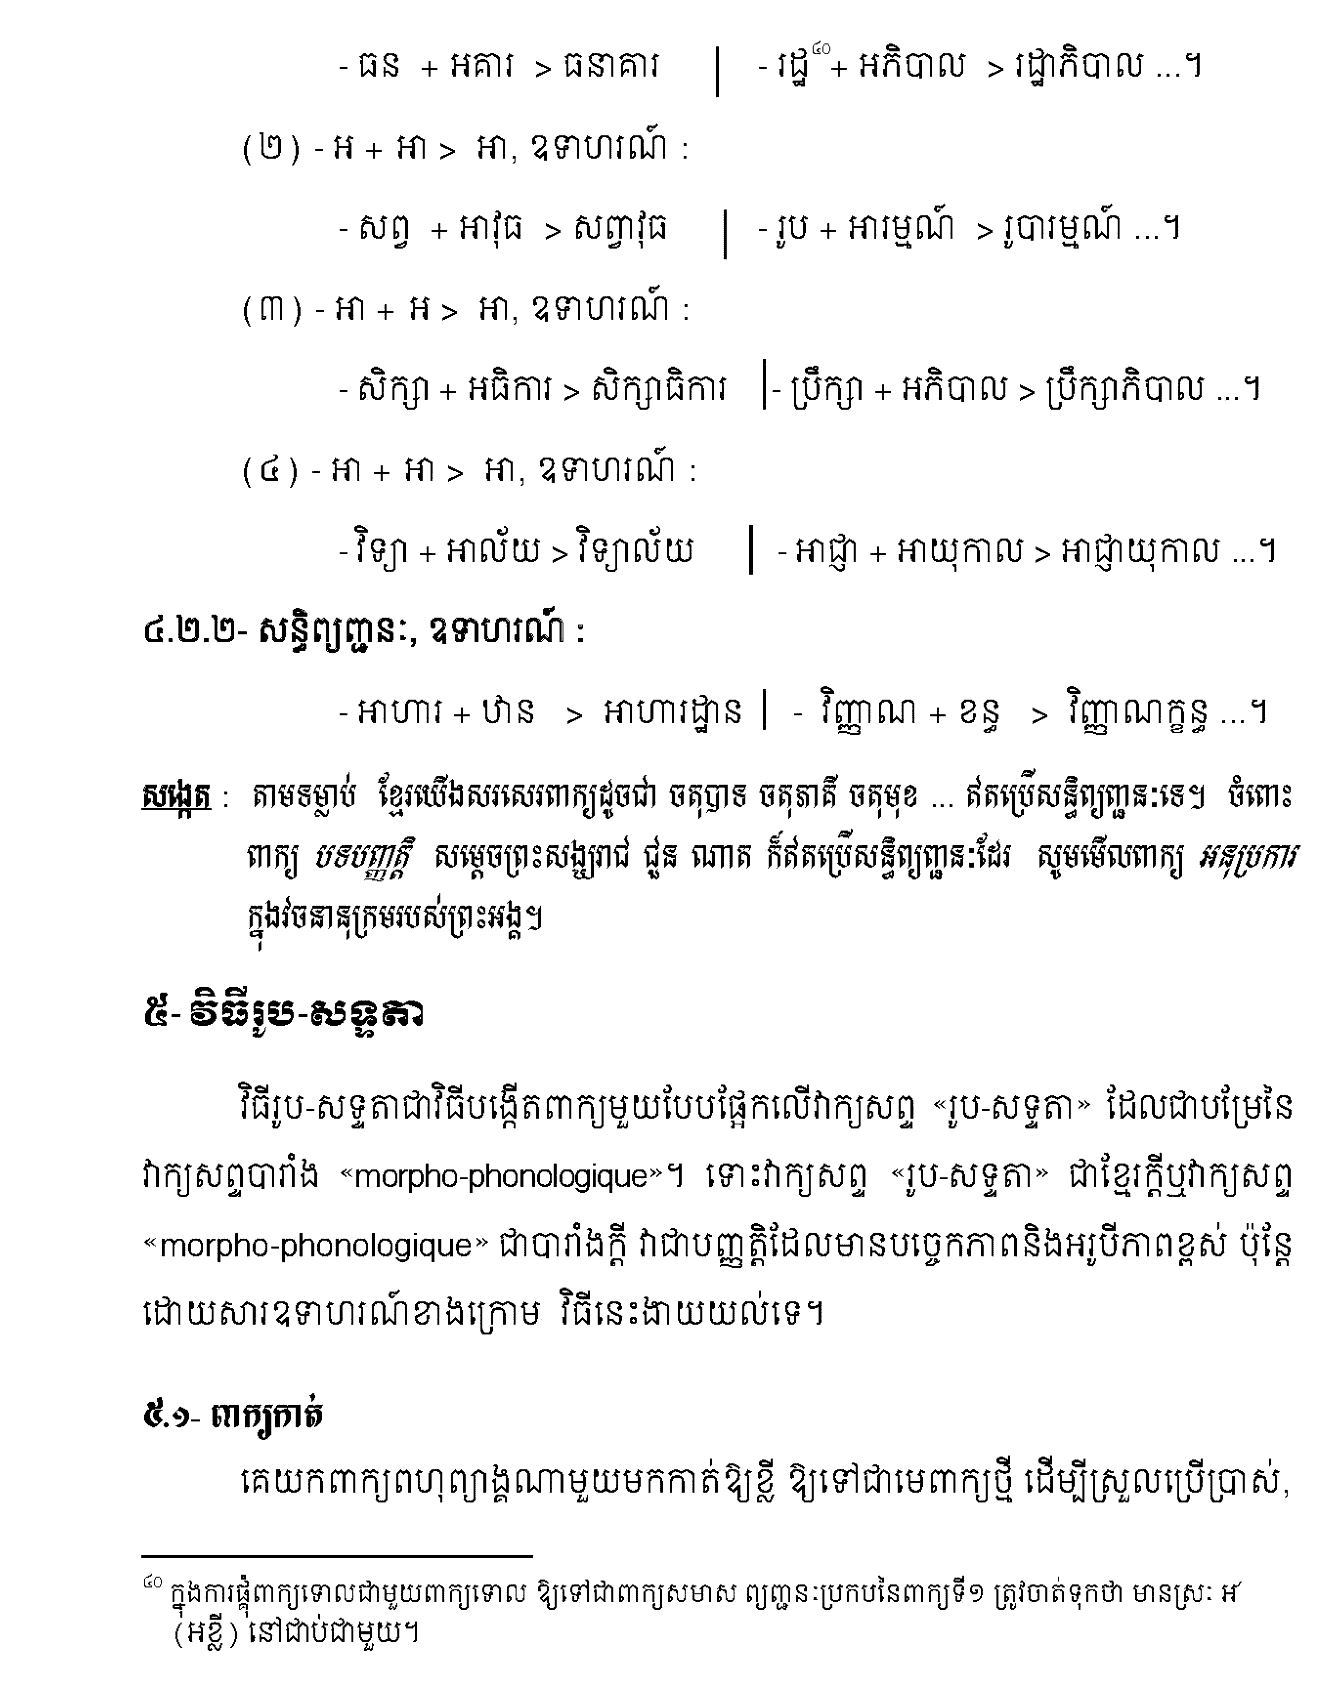 - ធន + អគារ > ធនាគារ | - រដ្ឋ៤០+ អភិបាល > រដ្ឋាភិបាល ...។
(២) - អ + អា > អា, ឧទាហរណ៍ :
- សព្វ + អាវុធ > សព្វាវុធ | - រូប + អារម្មណ៍ > រូបារម្មណ៍ ...។
(៣) - អា + អ > អា, ឧទាហរណ៍ :
- សិក្សា + អធិការ > សិក្សាធិការ |- ប្រឹក្សា + អភិបាល > ប្រឹក្សាភិបាល ...។
(៤) - អា + អា > អា, ឧទាហរណ៍ :
- វិទ្យា + អាល័យ > វិទ្យាល័យ | - អាជ្ញា + អាយុកាល > អាជ្ញាយុកាល ...។
៤.២.២- សន្ធិព្យញ្ជនៈ, ឧទាហរណ៍ :
- អាហារ + ឋាន > អាហារដ្ឋាន | - វិញ្ញាណ + ខន្ធ > វិញ្ញាណក្ខន្ធ ...។
សង្កេត : តាមទម្លាប់ ខ្មែរយើងសរសេរពាក្យដូចជា ចតុបាទ ចតុភាគី ចតុមុខ ... ឥតប្រើសន្ធិព្យញ្ជនៈទេ។ ចំពោះ
ពាក្យ បទបញ្ញត្តិ សម្តេចព្រះសង្ឃរាជ ជួន ណាត ក៏ឥតប្រើសន្ធិព្យញ្ជនៈដែរ សូមមើលពាក្យ អនុប្រការ
ក្នុងវចនានុក្រមរបស់ព្រះអង្គ។
៥- វិធីរូប-សទ្ទតា
វិធីរូប-សទ្ទតាជាវិធីបង្កើតពាក្យមួយបែបផ្អែកលើវាក្យសព្ទ «រូប-សទ្ទតា» ដែលជាបម្រែនៃ
វាក្យសព្ទបារាំង «morpho-phonologique»។ ទោះវាក្យសព្ទ «រូប-សទ្ទតា» ជាខ្មែរក្តីឬវាក្យសព្ទ
«morpho-phonologique» ជាបារាំងក្តី វាជាបញ្ញត្តិដែលមានបច្ចេកភាពនិងអរូបីភាពខ្ពស់ ប៉ុន្តែ
ដោយសារឧទាហរណ៍ខាងក្រោម វិធីនេះងាយយល់ទេ។
៥.១- ពាក្យកាត់
គេយកពាក្យពហុព្យាង្គណាមួយមកកាត់ឱ្យខ្លី ឱ្យទៅជាមេពាក្យថ្មី ដើម្បីស្រួលប្រើប្រាស់,
៤០ ក្នុងការផ្គុំពាក្យទោលជាមួយពាក្យទោល ឱ្យទៅជាពាក្យសមាស ព្យញ្ជនៈប្រកបនៃពាក្យទី១ ត្រូវចាត់ទុកថា មានស្រៈ អ៌
(អខ្លី) នៅជាប់ជាមួយ។